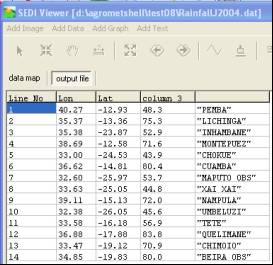 SEDI Viewer [d:\agrometshell\test08\RainfallJ2004.dat]
Add Image Add Data Add Graph Add Text
data map output file
Line No Lon Lat column 3
1 40.27 -12.93 48.3 "PEMBA"
2 35.37 -13.36 75.3 "LICHINGA"
3 35.38 -23.87 52.9 "INHAMBANE"
4 38.69 -12.58 71.6 "MONTEPUEZ"
5 33.00 -24.53 43.9 "CHOKUE"
6 36.62 -14.81 80.4 "CUAMBA"
7 32.60 -25.97 53.7 "MAPUTO OBS"
8 33.63 -25.05 44.8 "XAI XAI"
9 39.11 -15.13 72.0 "NAMPULA"
10 32.38 -26.05 45.6 "UMBELUZI"
11 33.58 -16.18 56.9 "TETE"
12 36.88 -17.88 83.8 "QUELIMANE"
13 33.47 -19.12 70.9 "CHIMOIO"
14 34.85 -19.83 80.0 "BEIRA OBS"